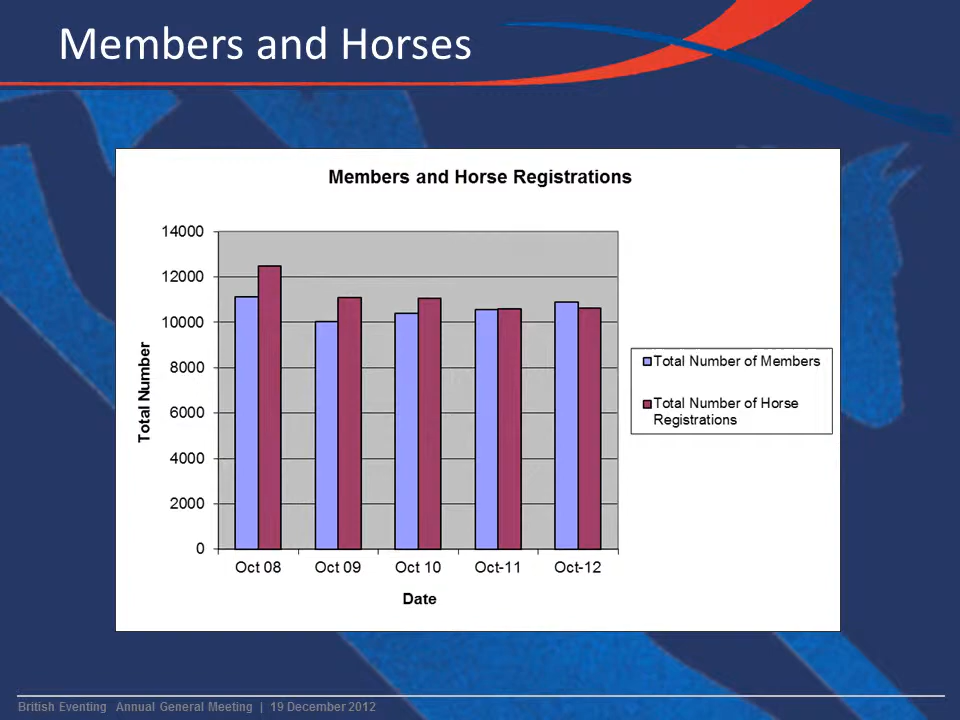 Members and Horses
Members and Horse Registrations
14000
12000
10000
8000
6000
4000
2000
0
Total Number
Oct 08 Oct 09 Oct 10 Oct-11 Oct-12
Date
Total Number of Members
Total Number of Horse
Registrations
British Eventing Annual General Meeting | 19 December 2012